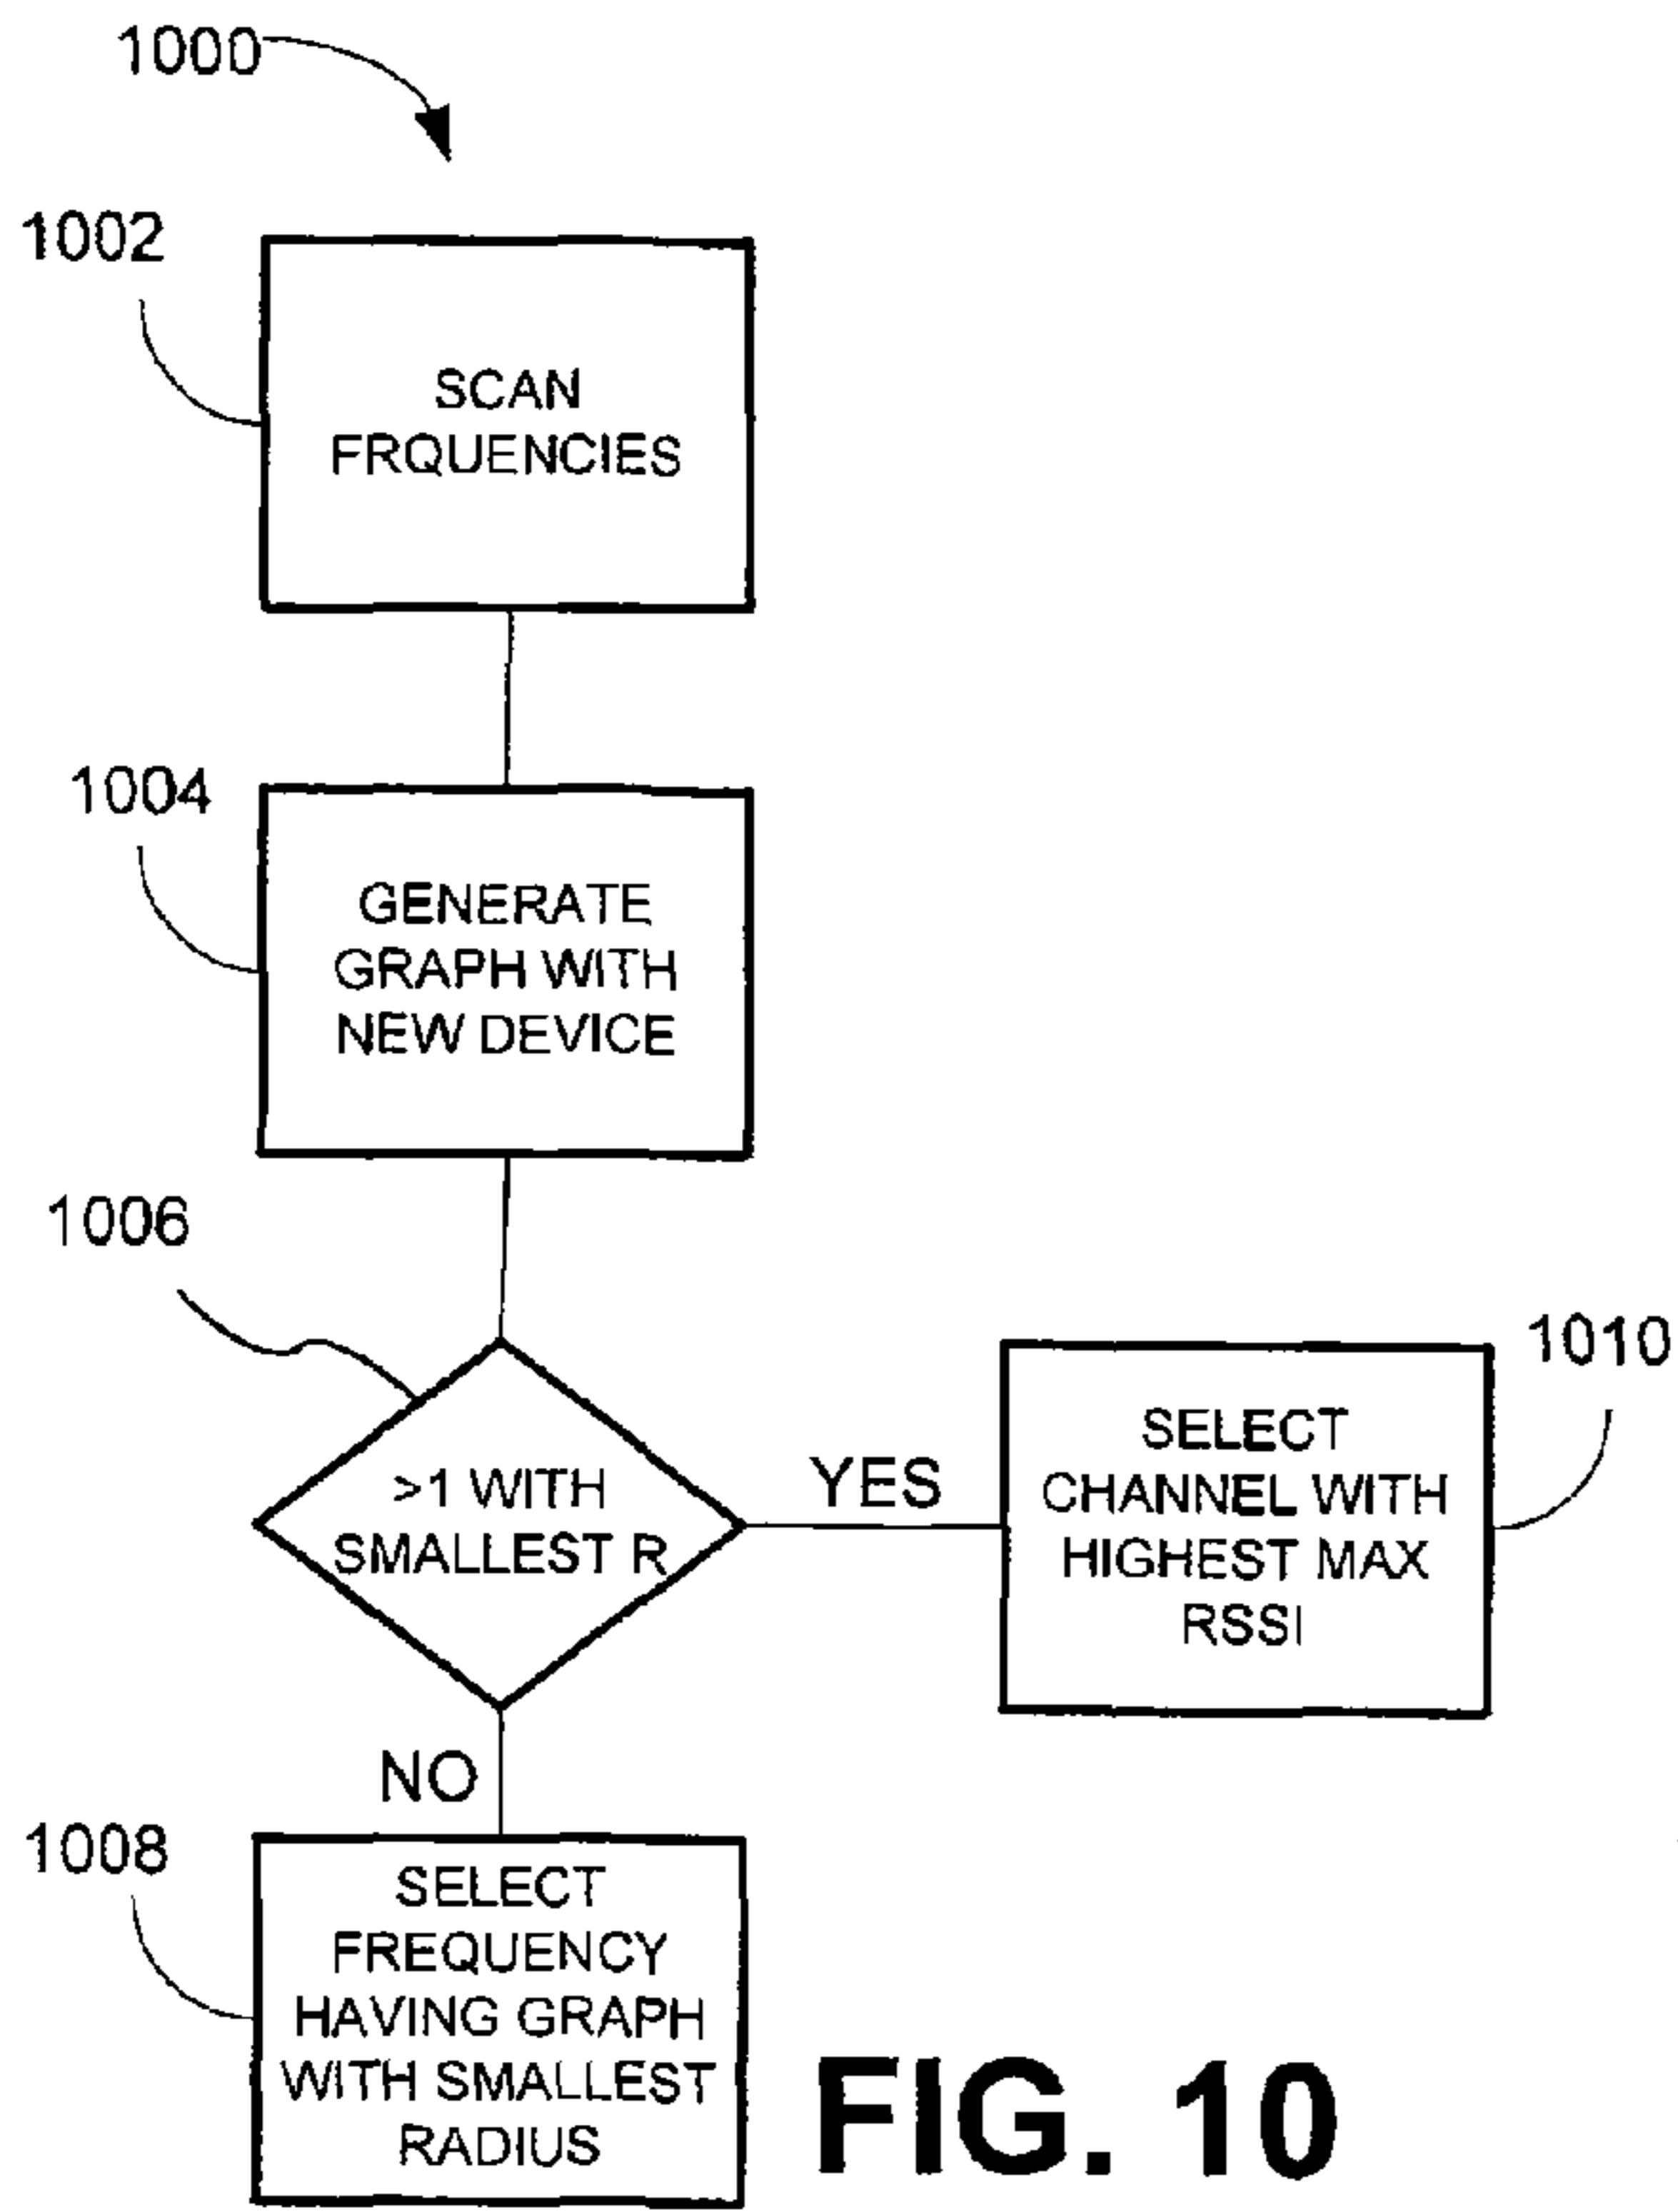 1000
1002
SCAN
FRQUENCIES
1004
GENERATE
GRAPH WITH
NEW DEVICE
1006
>1 WITH
SMALLEST R
YES
1010
SELECT
CHANNEL WITH
HIGHEST MAX
RSSI
NO
1008
SELECT
FREQUENCY
HAVING GRAPH
WITH SMALLEST
RADIUS
FIG. 10